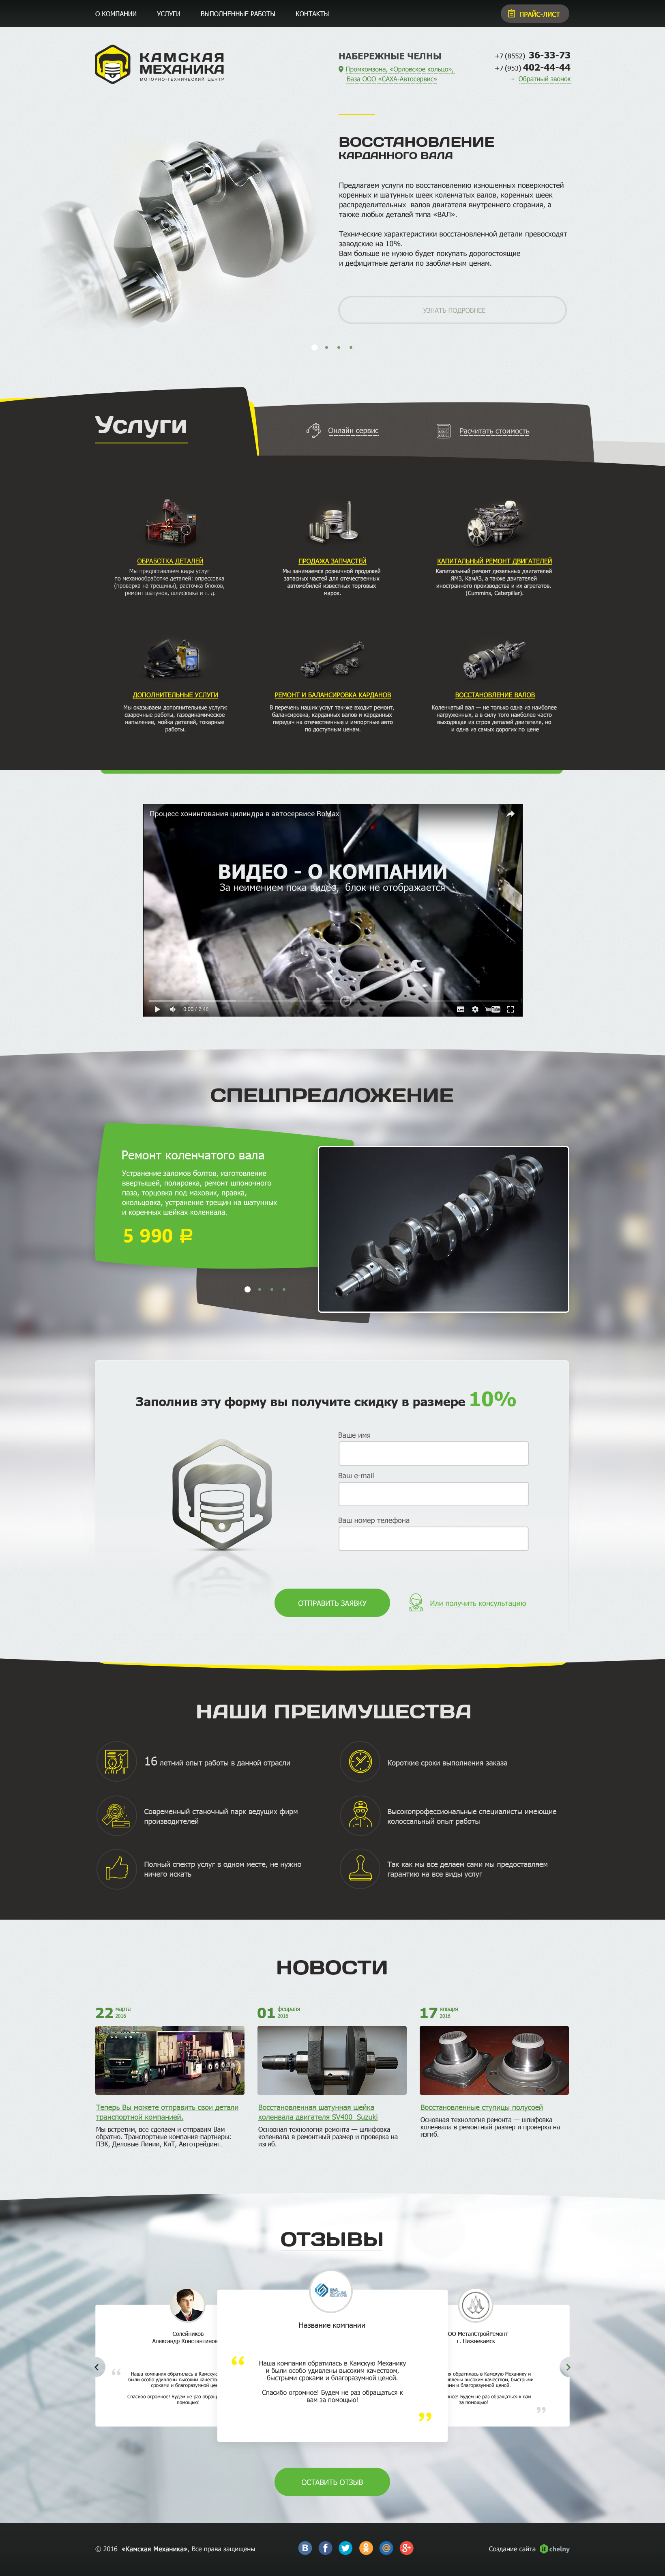 О КОМПАНИИ
УСЛУГИ
ВЫПОЛНЕННЫЕ РАБОТЫ
КОНТАКТЫ
ПРАЙС-ЛИСТ
КАМСКАЯ
МЕХАНИКА
МОТОРНО-ТЕХНИЧЕСКИЙ ЦЕНТР
НАБЕРЕЖНЫЕ ЧЕЛНЫ
Промкомзона, «Орловское кольцо»,
База ООО «САХА-Автосервис»
+7 (8552) 36-33-73
+7 (953) 402-44-44
Обратный звонок
ВОССТАНОВЛЕНИЕ
КАРДАННОГО ВАЛА
Предлагаем услуги по восстановлению изношенных поверхностей
коренных и шатунных шеек коленчатых валов, коренных шеек
распределительных валов двигателя внутреннего сгорания, а
также любых деталей типа «ВАЛ».
Технические характеристики восстановленной детали превосходят
заводские на 10%.
Вам больше не нужно будет покупать дорогостоящие
и дефицитные детали по заоблачным ценам.
УЗНАТЬ ПОДРОБНЕЕ
Услуги
Онлайн сервис
Расчитать стоимость
ОБРАБОТКА ДЕТАЛЕЙ
Мы предоставляем виды услуг
по механообработке деталей: опрессовка
(проверка на трещины), расточка блоков,
ремонт шатунов, шлифовка и т. д.
ПРОДАЖА ЗАПЧАСТЕЙ
Мы занимаемся розничной продажей
запасных частей для отечественных
автомобилей известных торговых
марок.
КАПИТАЛЬНЫЙ РЕМОНТ ДВИГАТЕЛЕЙ
Капитальный ремонт дизельных двигателей
ЯМЗ, КамАЗ, а также двигателей
иностранного производства и их агрегатов.
(Cummins, Caterpillar).
ДОПОЛНИТЕЛЬНЫЕ УСЛУГИ
Мы оказываем дополнительные услуги:
сварочные работы, газодинамическое
напыление, мойка деталей, токарные
работы.
РЕМОНТ И БАЛАНСИРОВКА КАРДАНОВ
В перечень наших услуг так-же входит ремонт,
балансировка, карданных валов и карданных
передач на отечественные и импортные авто
по доступным ценам.
ВОССТАНОВЛЕНИЕ ВАЛОВ
Коленчатый вал — не только одна из наиболее
нагруженных, а в силу того наиболее часто
выходящая из строя деталей двигателя, но
и одна из самых дорогих по цене
Процесс хонингования цилиндра в автосервисе RoMax
ВИДЕО - О КОМПАНИИ
За неимением пока видео, блок не отображается
YouTube
СПЕЦПРЕДЛОЖЕНИЕ
Ремонт коленчатого вала
Устранение заломов болтов, изготовление
ввертышей, полировка, ремонт шпоночного
паза, торцовка под маховик, правка,
окольцовка, устранение трещин на шатунных
и коренных шейках коленвала.
5 990 ₽
Заполнив эту форму вы получите скидку в размере 10%
Ваше имя
Ваш e-mail
Ваш номер телефона
ОТПРАВИТЬ ЗАЯВКУ
Или получить консультацию
НАШИ ПРЕИМУЩЕСТВА
16 летний опыт работы в данной отрасли
Короткие сроки выполнения заказа
Современный станочный парк ведущих фирм
производителей
Высокопрофессиональные специалисты имеющие
колоссальный опыт работы
Полный спектр услуг в одном месте, не нужно
ничего искать
Так как мы все делаем сами мы предоставляем
гарантию на все виды услуг
НОВОСТИ
22 марта
2016
Теперь Вы можете отправить свои детали
транспортной компанией.
Мы встретим, все сделаем и отправим Вам
обратно. Транспортные компания-партнеры:
ПЭК, Деловые Линии, КиТ, Автотрейдинг.
01 февраля
2016
Восстановленная шатунная шейка
коленвала двигателя SV400 Suzuki
Основная технология ремонта — шлифовка
коленвала в ремонтный размер и проверка на
изгиб.
17 января
2016
Восстановленные ступицы полуосей
Основная технология ремонта — шлифовка
коленвала в ремонтный размер и проверка на
изгиб.
ОТЗЫВЫ
Солейников
Александр Константинов
Наша компания обратилась в Камскую
были особо удивлены высоким качеством
сроками и благоразумной цен
Спасибо огромное! Будем не раз обращ
помощью!
Название компании
Наша компания обратилась в Камскую Механику
и были особо удивлены высоким качеством,
быстрыми сроками и благоразумной ценой.
Спасибо огромное! Будем не раз обращаться к
вам за помощью!
ОО МеталСтройРемонт
г. Нижнекамск
обратилась в Камскую Механику и
влены высоким качеством, быстрыми
ми и благоразумной ценой.
ное! Будем не раз обращаться к вам
за помощью!
ОСТАВИТЬ ОТЗЫВ
© 2016 «Камская Механика», Все права защищены
Создание сайта chelny